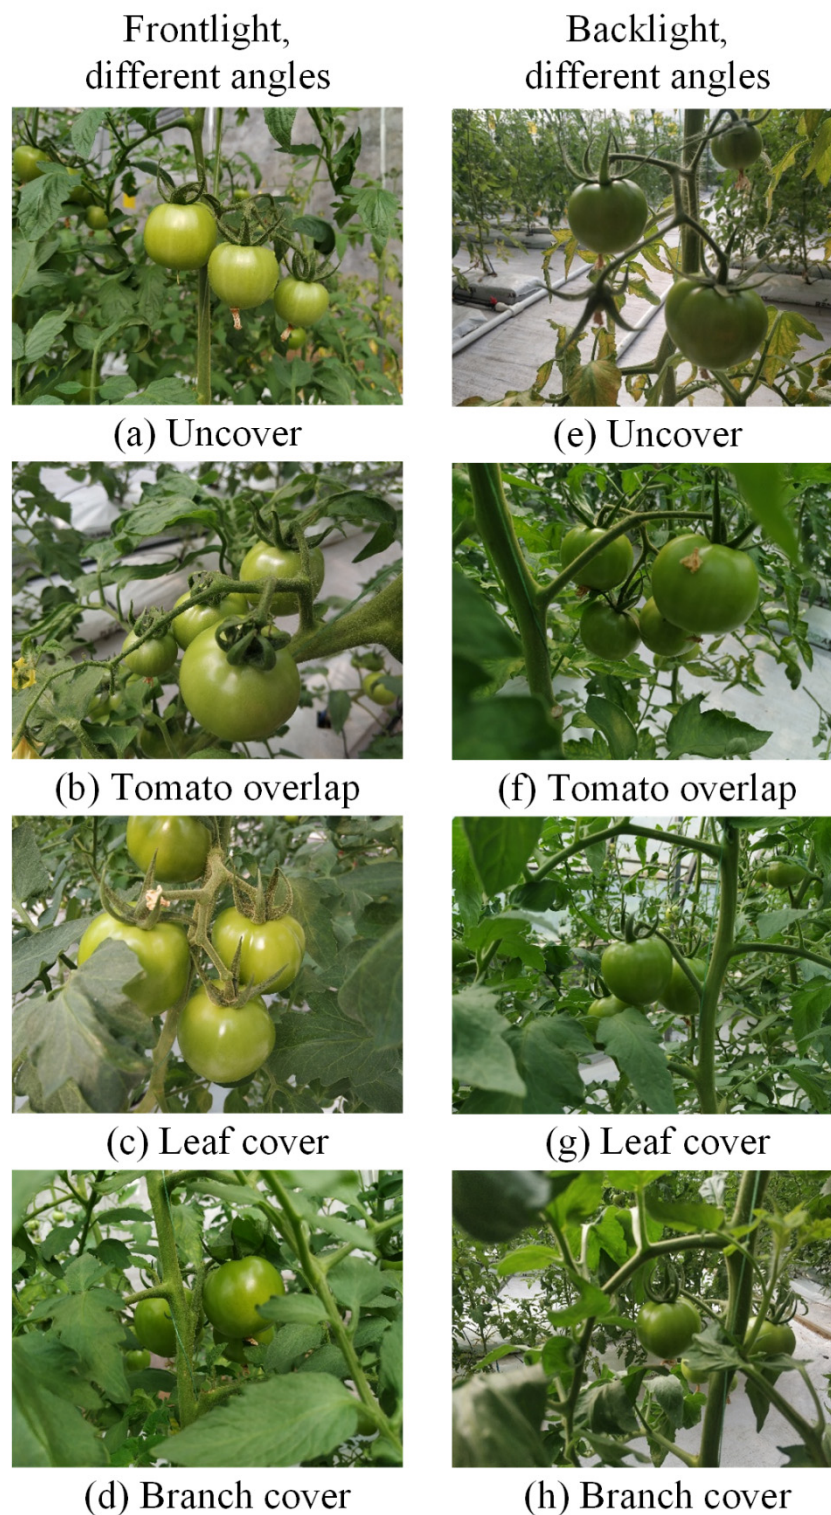 Frontlight,
different angles
Backlight,
different angles
(a) Uncover
(e) Uncover
(b) Tomato overlap
(f) Tomato overlap
(c) Leaf cover
(g) Leaf cover
(d) Branch cover
(h) Branch cover